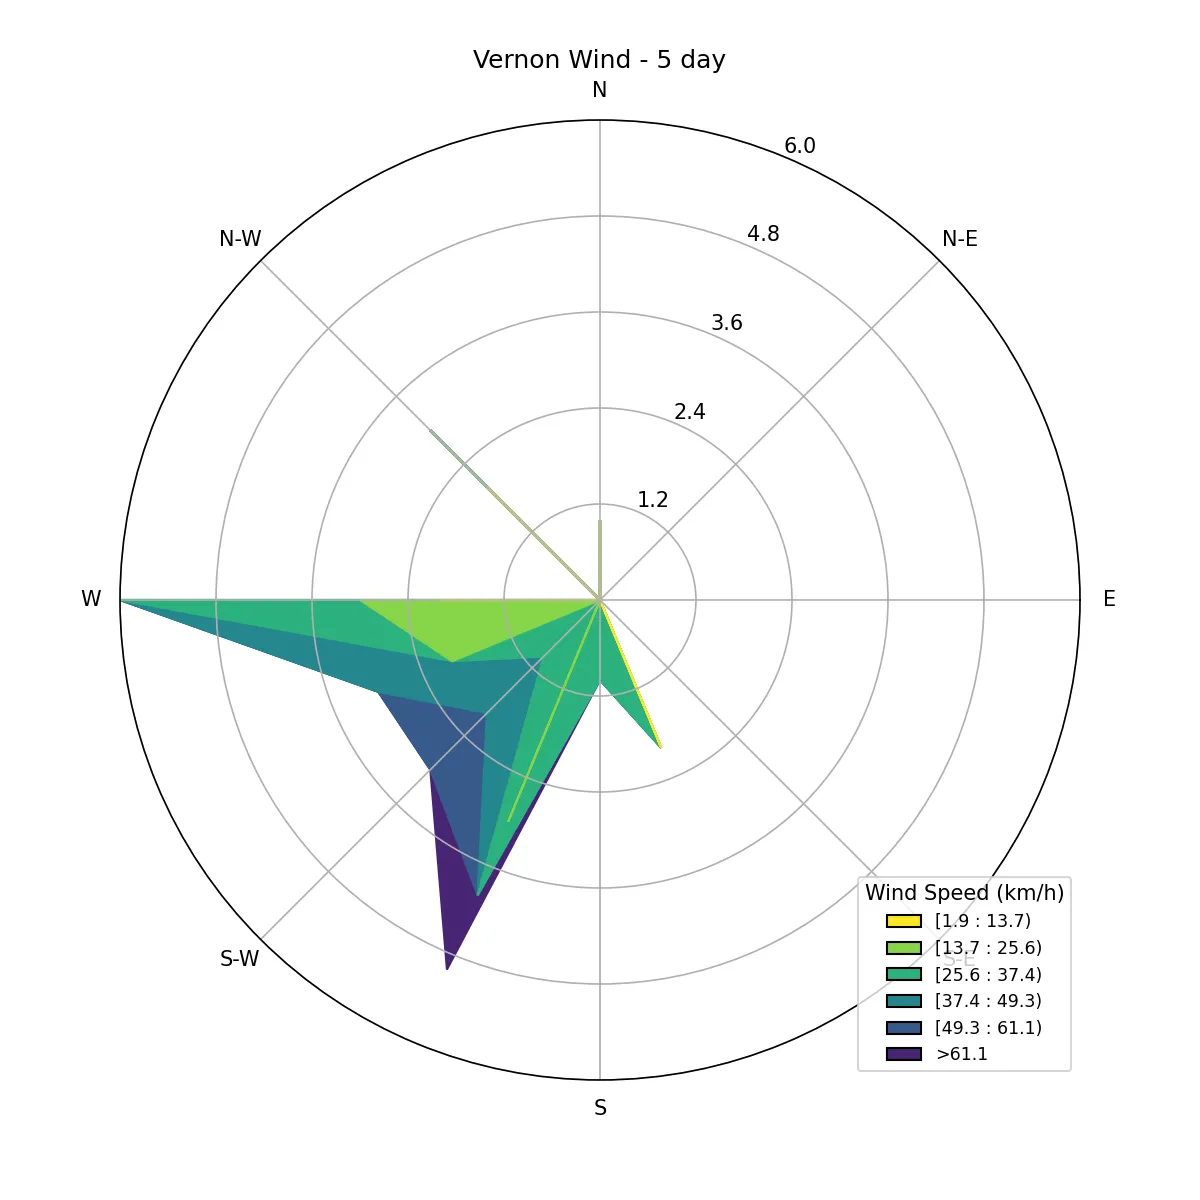 Vernon Wind - 5 day
N
6.0
N-W
4.8
N-E
3.6
2.4
1.2
W
E
Wind Speed (km/h)
[1.9 : 13.7)
[13.7 : 25.6)
S-W
S-E
[25.6 : 37.4)
[37.4 : 49.3)
[49.3 : 61.1)
>61.1
S